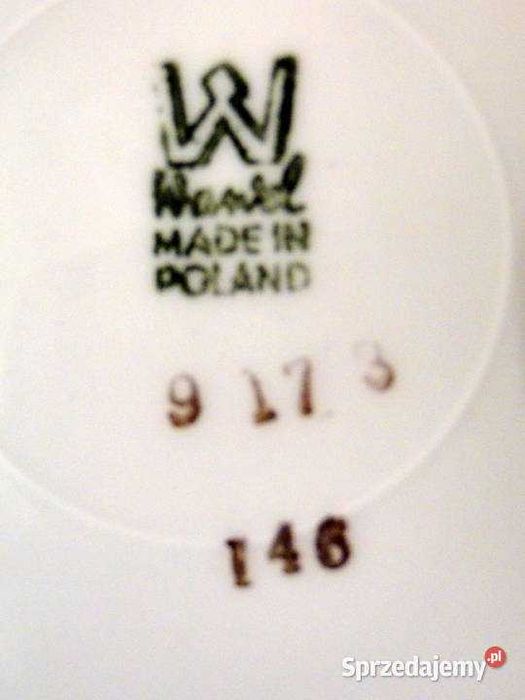 W
Wawel
MADE IN
POLAND
9 17 3
146
Sprzedajemy.pl